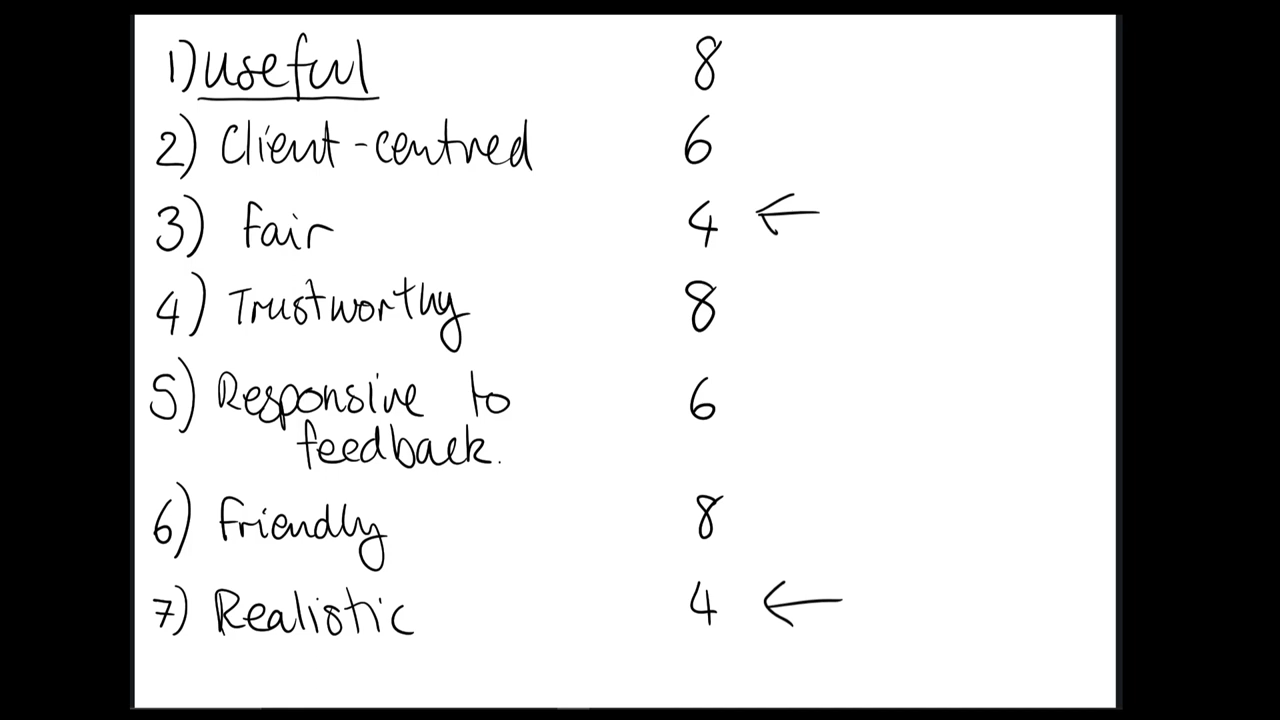 1) useful 8
2) Client-centred 6
3) fair 4 ←
4) Trustworthy 8
5) Responsive to 6
feedback.
6) Friendly 8
7) Realistic 4 ←